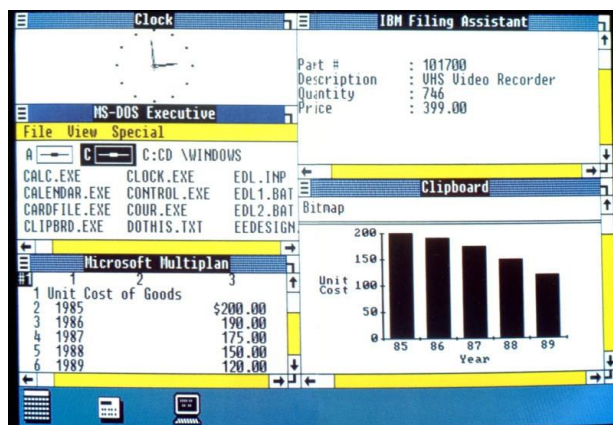 Clock
MS-DOS Executive
File View Special
A C C:CD \WINDOWS
CALC.EXE CLOCK.EXE EDL.INP
CALENDAR.EXE CONTROL.EXE EDL1.BAT
CARDFILE.EXE COUR.EXE EDL2.BAT
CLIPBRD.EXE DOTHIS.TXT EEDESIGN.
Microsoft Multiplan
#1 1 2 3
1 Unit Cost of Goods
2 1985 $200.00
3 1986 190.00
4 1987 175.00
5 1988 150.00
6 1989 120.00
IBM Filing Assistant
Part # : 101700
Description : VHS Video Recorder
Quantity : 746
Price : 399.00
Clipboard
Bitmap
Unit Cost
200
150
100
50
0
85 86 87 88 89
Year